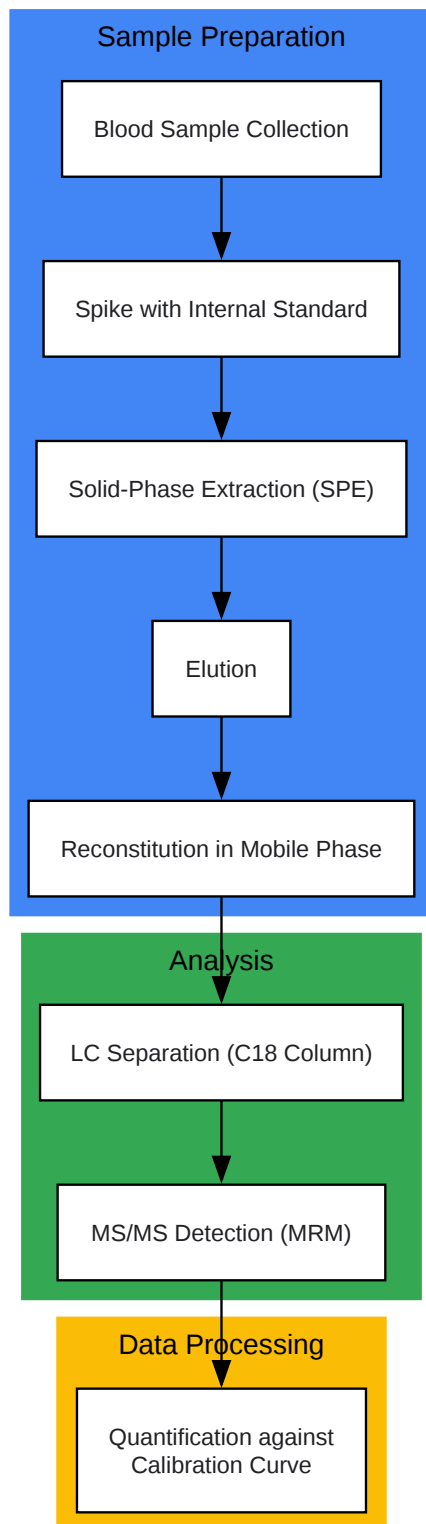 Sample Preparation
Blood Sample Collection
Spike with Internal Standard
Solid-Phase Extraction (SPE)
Elution
Reconstitution in Mobile Phase
Analysis
LC Separation (C18 Column)
MS/MS Detection (MRM)
Data Processing
Quantification against
Calibration Curve